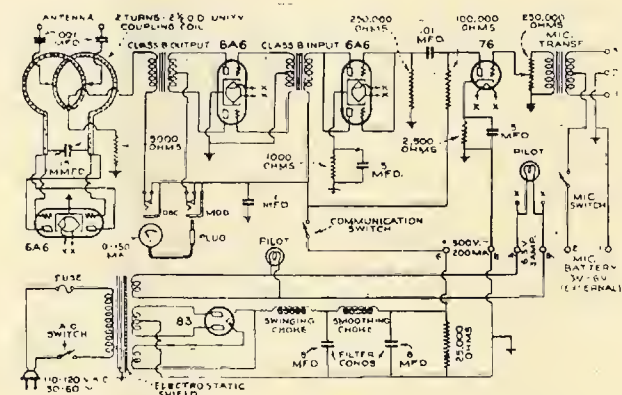 ANTENNA
2 TURNS - 2½ O.D. UNITY
COUPLING COIL
.001
MFD
CLASS B OUTPUT
6A6
CLASS B INPUT
250,000
OHMS
6A6
.01
MFD
100,000
OHMS
76
250,000
OHMS
MIC.
TRANSF.
5000
OHMS
15
MMFD
6A6
OSC
MOD
0-150
MA
PLUG
1
MFD
1000
OHMS
5
MFD.
2,500
OHMS
5
MFD
PILOT
COMMUNICATION
SWITCH
MIC
SWITCH
PILOT
300 V.-
200 MA
6.3 V
3 AMP.
MIC.
BATTERY
3V-6V
(EXTERNAL)
FUSE
A.C.
SWITCH
83
SWINGING
CHOKE
SMOOTHING
CHOKE
8
MFD
FILTER
CONDS
8
MFD
25,000
OHMS
110-120 V A C
50-60 ~
ELECTROSTATIC
SHIELD